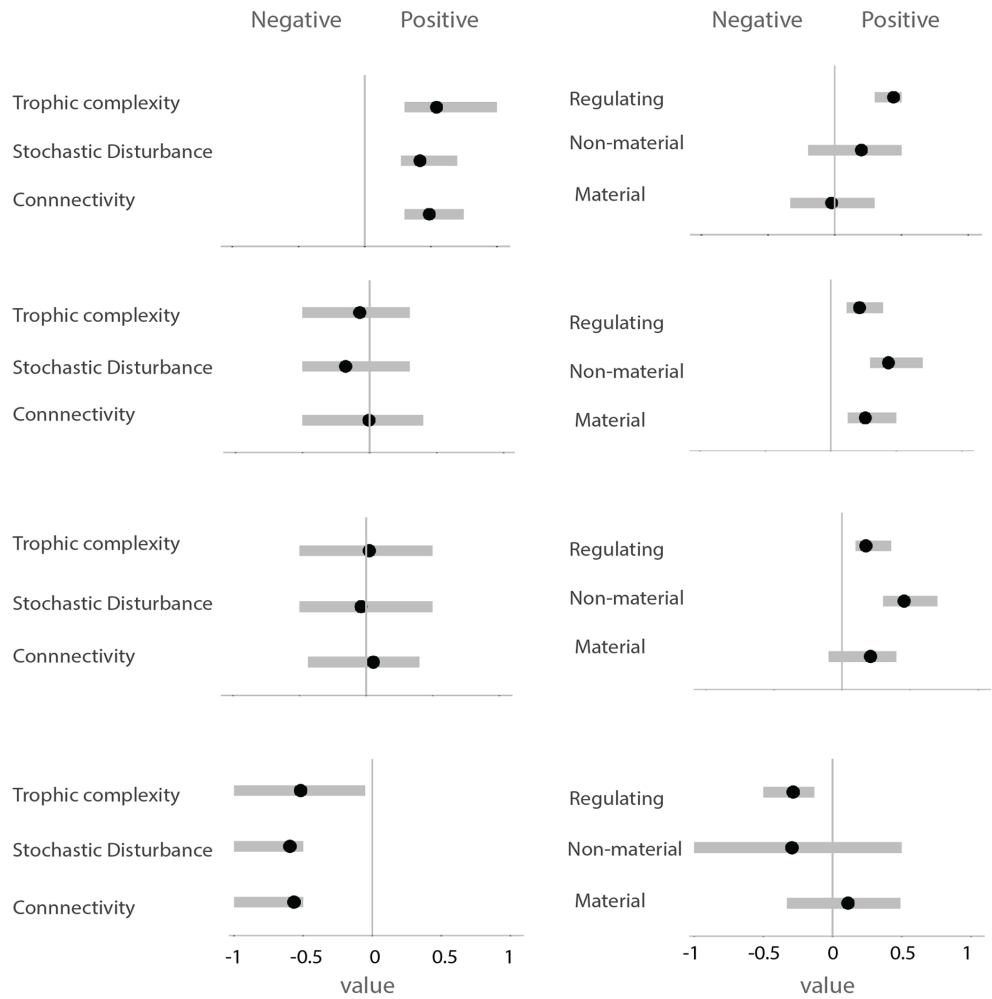 Negative Positive Negative Positive
Trophic complexity
Stochastic Disturbance
Connnectivity
Regulating
Non-material
Material
Trophic complexity
Stochastic Disturbance
Connnectivity
Regulating
Non-material
Material
Trophic complexity
Stochastic Disturbance
Connnectivity
Regulating
Non-material
Material
Trophic complexity
Stochastic Disturbance
Connnectivity
-1 -0.5 0 0.5 1
value
Regulating
Non-material
Material
-1 -0.5 0 0.5 1
value